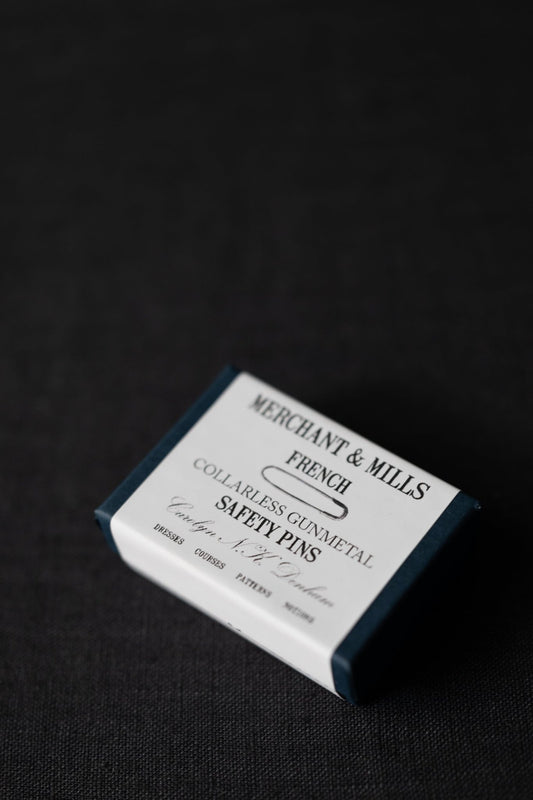 MERCHANT & MILLS
FRENCH
COLLARLESS GUNMETAL
SAFETY PINS
Carolyn N.K. Denham
DRESSES COURSES PATTERNS NOTIONS